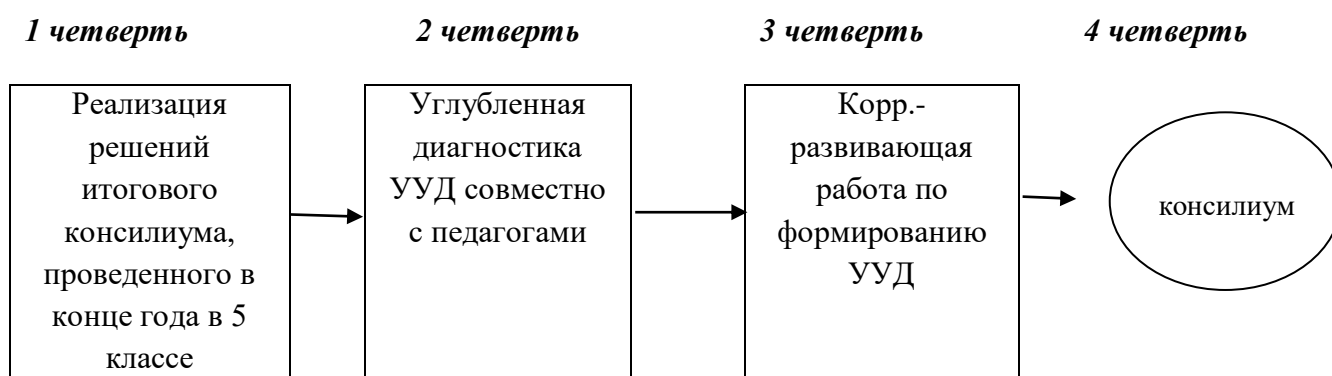 1 четверть 2 четверть 3 четверть 4 четверть
Реализация
решений
итогового
консилиума,
проведенного в
конце года в 5
классе
Углубленная
диагностика
УУД совместно
с педагогами
Корр.-
развивающая
работа по
формированию
УУД
консилиум